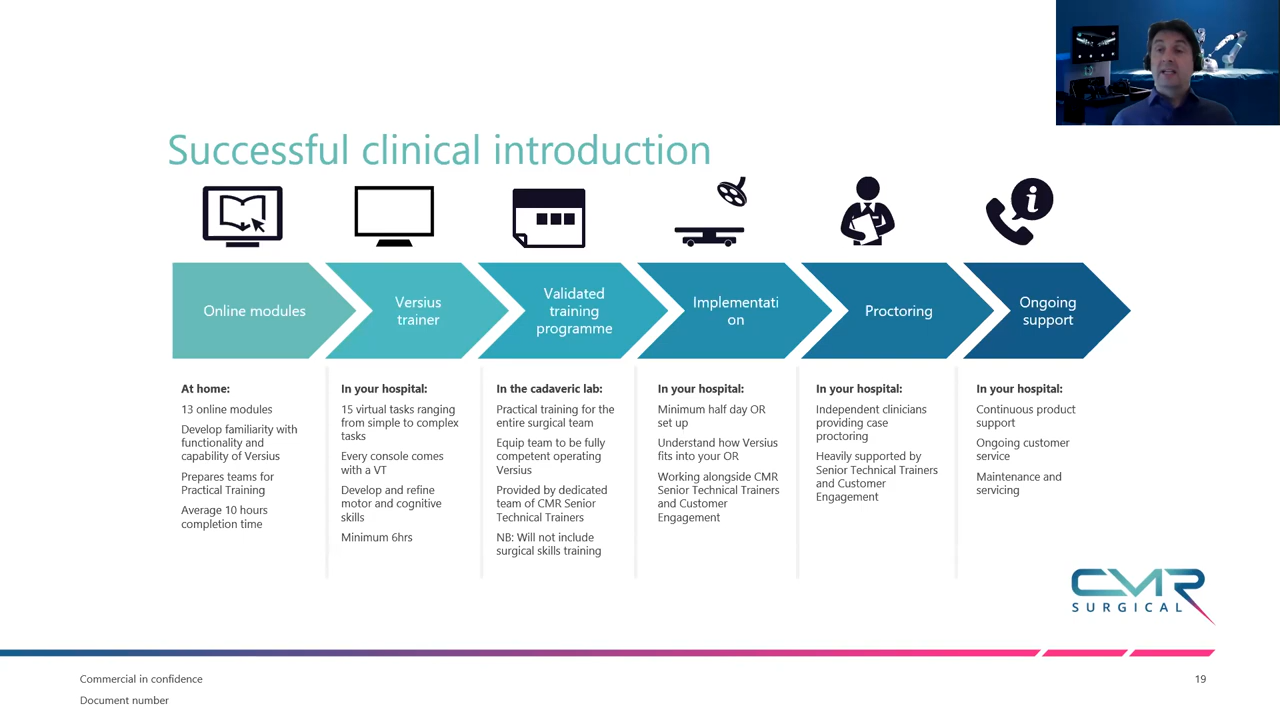 Successful clinical introduction
i
Online modules
Versius
trainer
Validated
training
programme
Implementati
on
Proctoring
Ongoing
support
At home:
13 online modules
Develop familiarity with
functionality and
capability of Versius
Prepares teams for
Practical Training
Average 10 hours
completion time
In your hospital:
15 virtual tasks ranging
from simple to complex
tasks
Every console comes
with a VT
Develop and refine
motor and cognitive
skills
Minimum 6hrs
In the cadaveric lab:
Practical training for the
entire surgical team
Equip team to be fully
competent operating
Versius
Provided by dedicated
team of CMR Senior
Technical Trainers
NB: Will not include
surgical skills training
In your hospital:
Minimum half day OR
set up
Understand how Versius
fits into your OR
Working alongside CMR
Senior Technical Trainers
and Customer
Engagement
In your hospital:
Independent clinicians
providing case
proctoring
Heavily supported by
Senior Technical Trainers
and Customer
Engagement
In your hospital:
Continuous product
support
Ongoing customer
service
Maintenance and
servicing
CMR
SURGICAL
Commercial in confidence
19
Document number